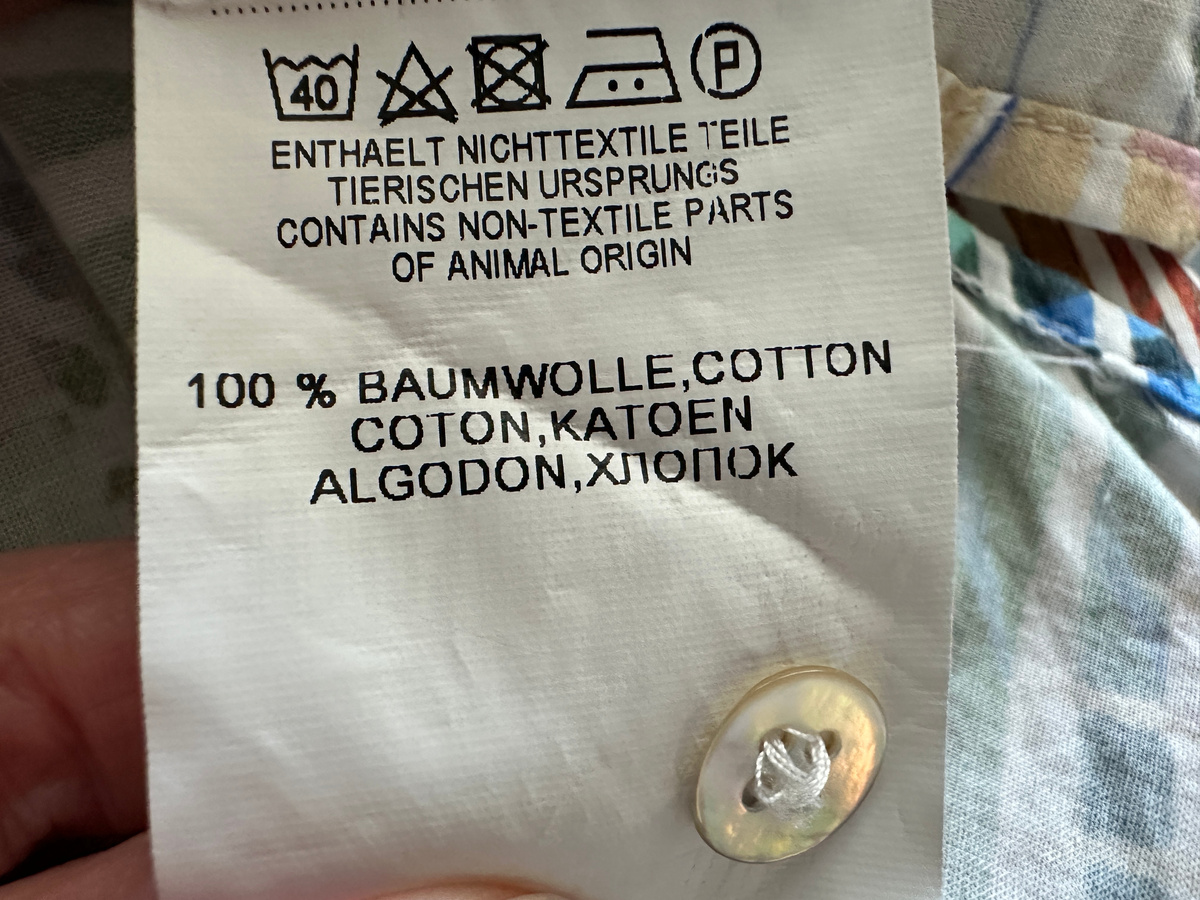 40 P
ENTHAELT NICHTTEXTILE TEILE
TIERISCHEN URSPRUNGS
CONTAINS NON-TEXTILE PARTS
OF ANIMAL ORIGIN
100 % BAUMWOLLE,COTTON
COTON,KATOEN
ALGODON,ХЛОПОК